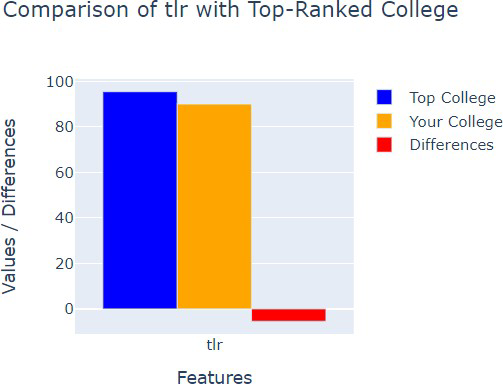 Comparison of tlr with Top-Ranked College
Top College
Your College
Differences
Values / Differences
100
80
60
40
20
0
tlr
Features